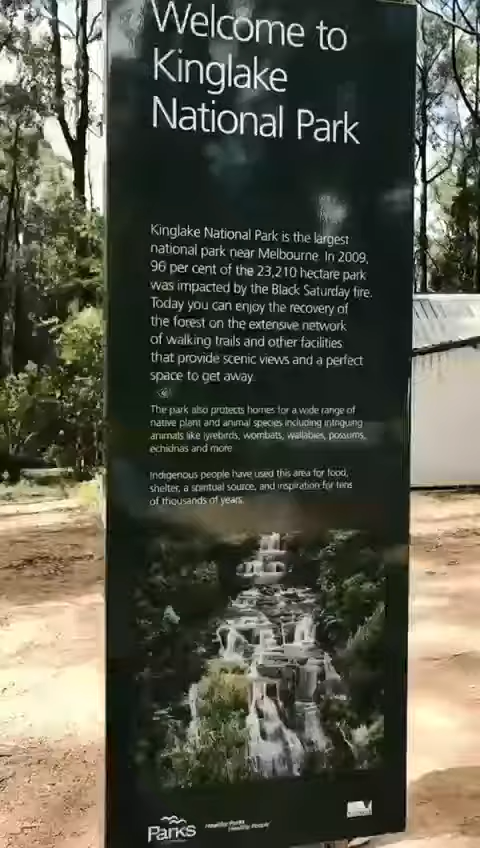 Welcome to
Kinglake
National Park
Kinglake National Park is the largest
national park near Melbourne. In 2009,
96 per cent of the 23,210 hectare park
was impacted by the Black Saturday fire.
Today you can enjoy the recovery of
the forest on the extensive network
of walking trails and other facilities
that provide scenic views and a perfect
space to get away.
The park also protects homes for a wide range of
native plant and animal species including intriguing
animals like lyrebirds, wombats, wallabies, possums,
echidnas and more.
Indigenous people have used this area for food,
shelter, a spiritual source, and inspiration for tens
of thousands of years.
Parks
Healthy Parks
Healthy People